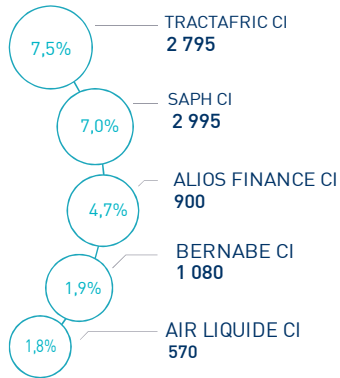 7,5%
TRACTAFRIC CI
2 795
7,0%
SAPH CI
2 995
4,7%
ALIOS FINANCE CI
900
1,9%
BERNABE CI
1 080
1,8%
AIR LIQUIDE CI
570